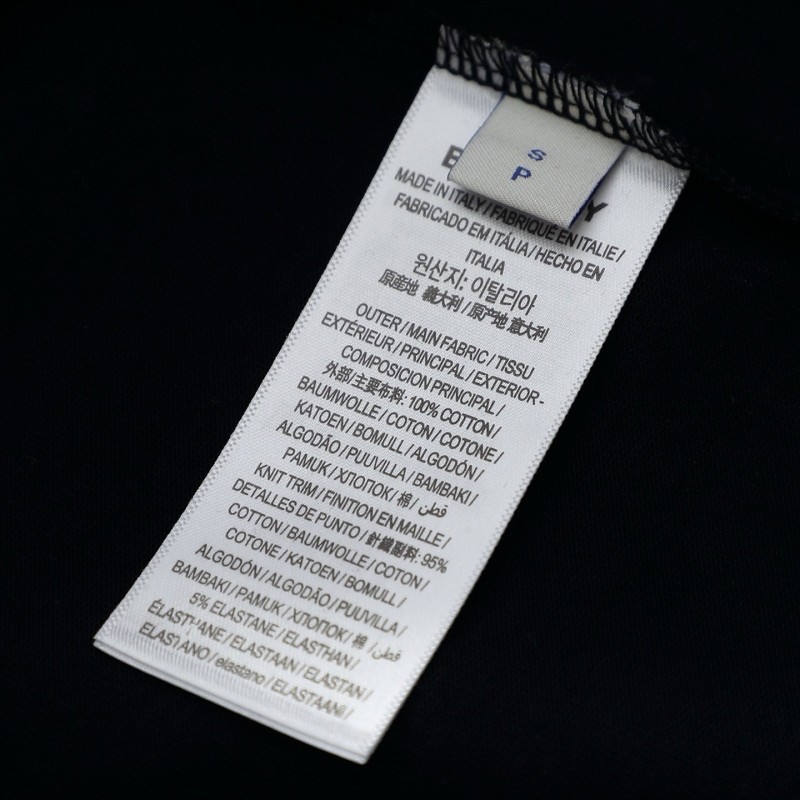 S
P
MADE IN ITALY / FABRIQUÉ EN ITALIE /
FABRICADO EM ITÁLIA / HECHO EN
ITALIA
원산지: 이탈리아
原産地 義大利 / 原产地 意大利
OUTER / MAIN FABRIC / TISSU
EXTÉRIEUR / PRINCIPAL / EXTERIOR -
COMPOSICION PRINCIPAL /
外部/主要布料: 100% COTTON /
BAUMWOLLE / COTON / COTONE /
KATOEN / BOMULL / ALGODÓN /
ALGODÃO / PUUVILLA / BAMBAKI /
PAMUK / ХЛОПОК / 棉 / قطن
KNIT TRIM / FINITION EN MAILLE /
DETALLES DE PUNTO / 針織副料: 95%
COTTON / BAUMWOLLE / COTON /
COTONE / KATOEN / BOMULL /
ALGODÓN / ALGODÃO / PUUVILLA /
BAMBAKI / PAMUK / ХЛОПОК / 棉 / قطن
5% ELASTANE / ELASTHAN /
ÉLASTHANNE / ELASTAAN / ELASTAN /
ELASTANO / elastano / ELASTAANI /